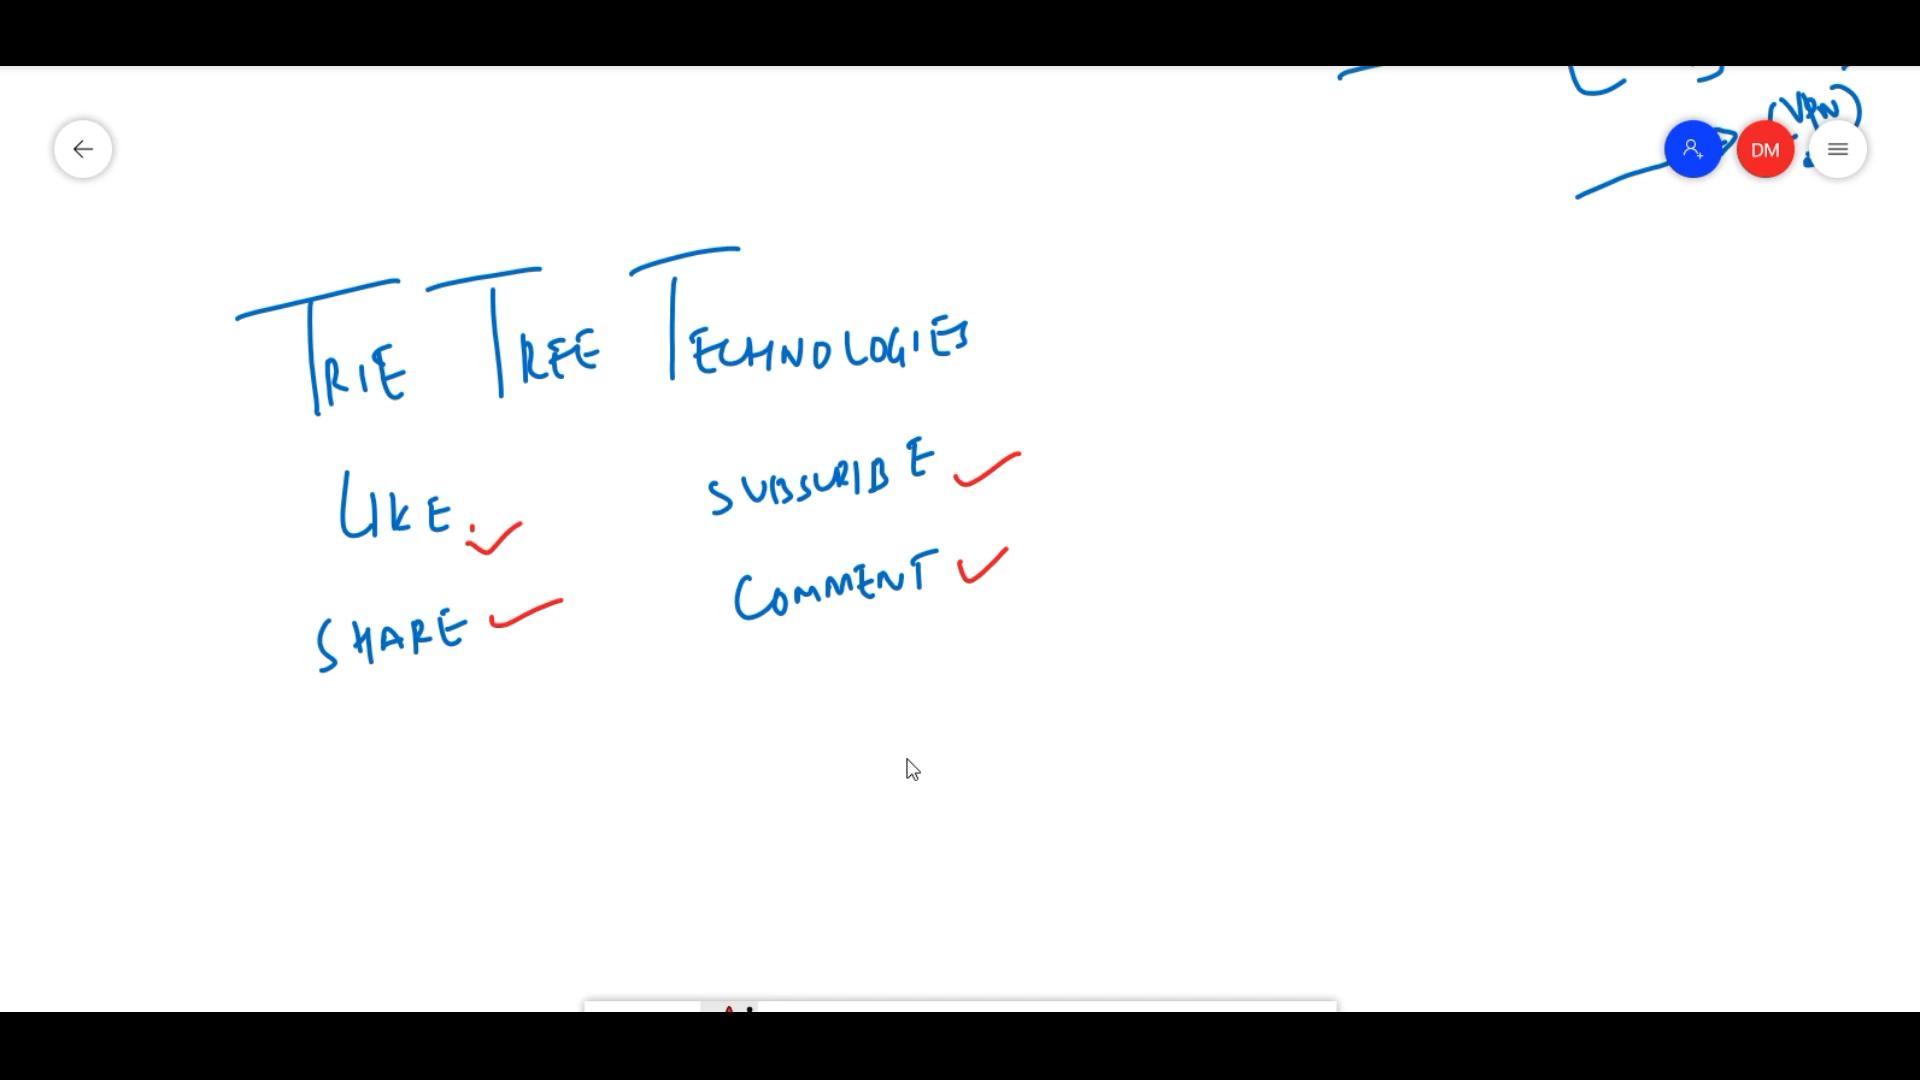 (VPN)
DM
TRIE TREE TECHNOLOGIES
LIKE. SUBSCRIBE
SHARE COMMENT